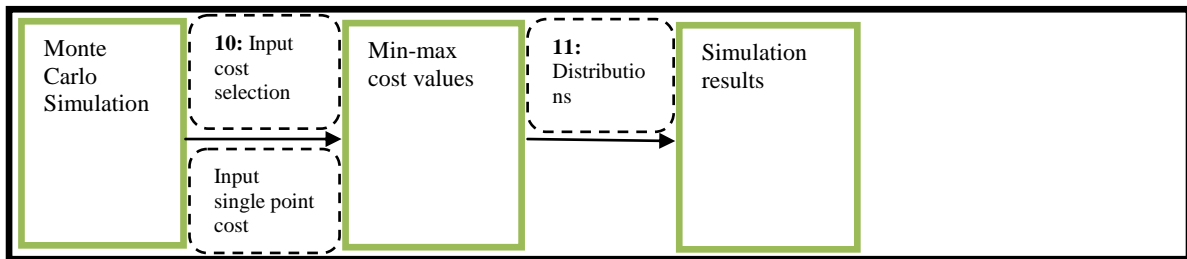 Monte
Carlo
Simulation
10: Input
cost
selection
Input
single point
cost
Min-max
cost values
11:
Distributio
ns
Simulation
results